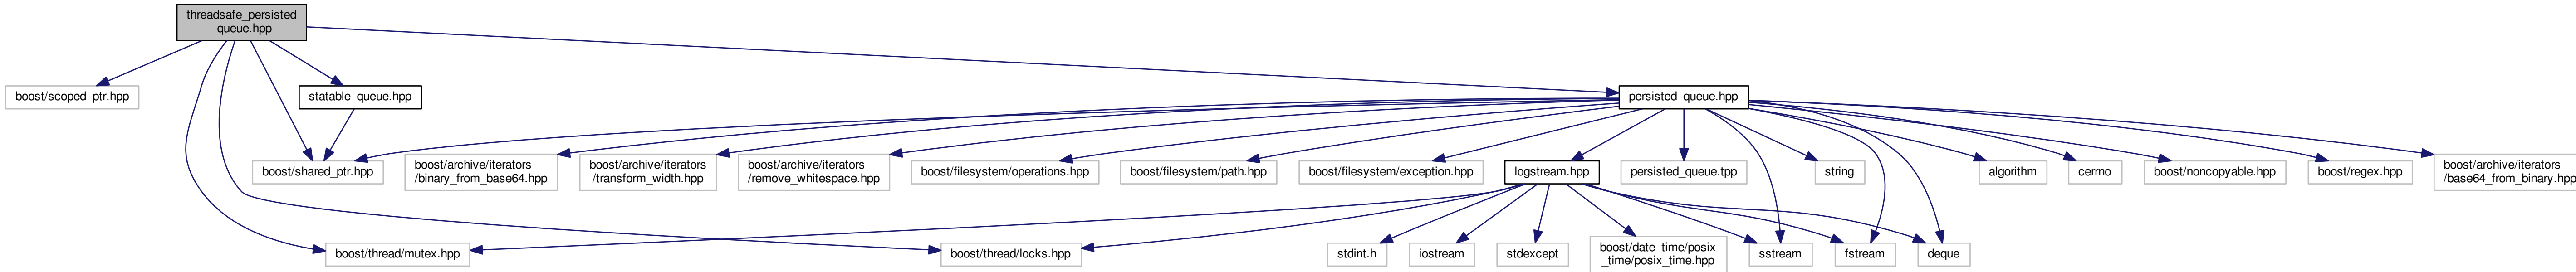 threadsafe_persisted
_queue.hpp
boost/scoped_ptr.hpp
statable_queue.hpp
persisted_queue.hpp
boost/shared_ptr.hpp
boost/archive/iterators
/binary_from_base64.hpp
boost/archive/iterators
/transform_width.hpp
boost/archive/iterators
/remove_whitespace.hpp
boost/filesystem/operations.hpp
boost/filesystem/path.hpp
boost/filesystem/exception.hpp
logstream.hpp
persisted_queue.tpp
string
algorithm
cerrno
boost/noncopyable.hpp
boost/regex.hpp
boost/archive/iterators
/base64_from_binary.hpp
boost/thread/mutex.hpp
boost/thread/locks.hpp
stdint.h
iostream
stdexcept
boost/date_time/posix
_time/posix_time.hpp
sstream
fstream
deque